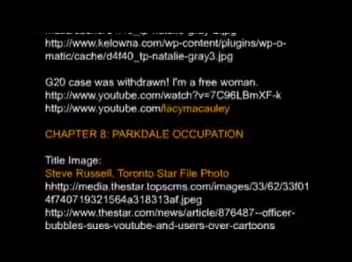 http://www.kelowna.com/wp-content/plugins/wp-o-
matic/cache/d4f40_tp-natalie-gray3.jpg
G20 case was withdrawn! I'm a free woman.
http://www.youtube.com/watch?v=7C96LBmXF-k
http://www.youtube.com/lacymacauley
CHAPTER 8: PARKDALE OCCUPATION
Title Image:
Steve Russell, Toronto Star File Photo
hhttp://media.thestar.topscms.com/images/33/62/33f01
4f740719321564a318313af.jpeg
http://www.thestar.com/news/article/876487--officer-
bubbles-sues-youtube-and-users-over-cartoons